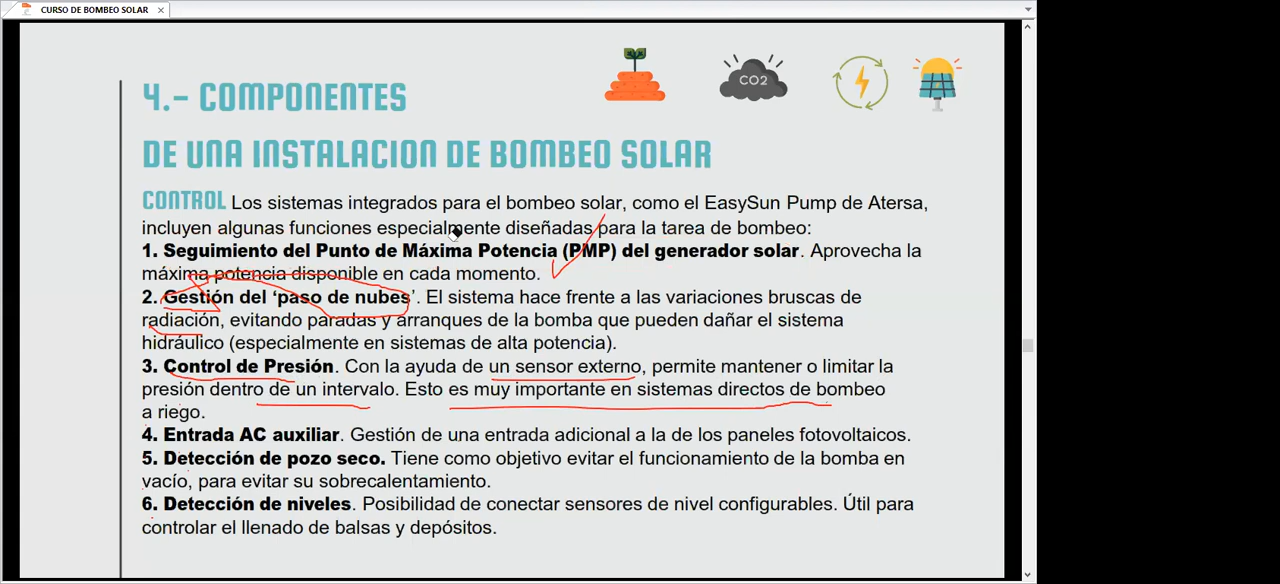 CURSO DE BOMBEO SOLAR
CO2
4.- COMPONENTES
DE UNA INSTALACION DE BOMBEO SOLAR
CONTROL Los sistemas integrados para el bombeo solar, como el EasySun Pump de Atersa,
incluyen algunas funciones especialmente diseñadas para la tarea de bombeo:
1. Seguimiento del Punto de Máxima Potencia (PMP) del generador solar. Aprovecha la
máxima potencia disponible en cada momento.
2. Gestión del ‘paso de nubes’. El sistema hace frente a las variaciones bruscas de
radiación, evitando paradas y arranques de la bomba que pueden dañar el sistema
hidráulico (especialmente en sistemas de alta potencia).
3. Control de Presión. Con la ayuda de un sensor externo, permite mantener o limitar la
presión dentro de un intervalo. Esto es muy importante en sistemas directos de bombeo
a riego.
4. Entrada AC auxiliar. Gestión de una entrada adicional a la de los paneles fotovoltaicos.
5. Detección de pozo seco. Tiene como objetivo evitar el funcionamiento de la bomba en
vacío, para evitar su sobrecalentamiento.
6. Detección de niveles. Posibilidad de conectar sensores de nivel configurables. Útil para
controlar el llenado de balsas y depósitos.